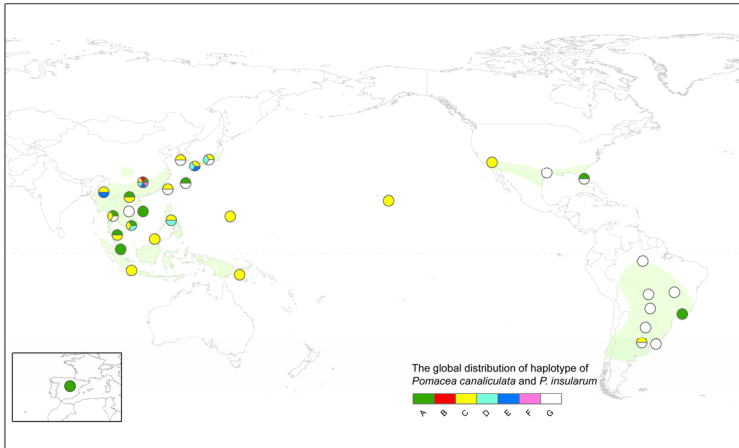 The global distribution of haplotype of
Pomacea canaliculata and P. insularum
A B C D E F G